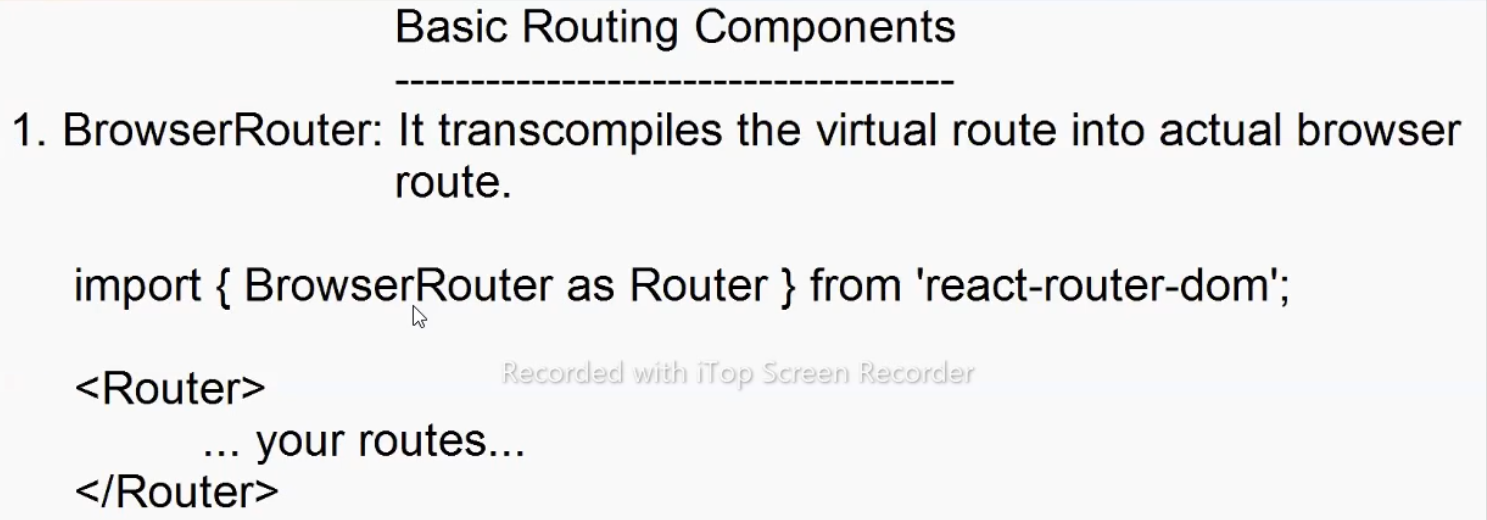 Basic Routing Components
-------------------------------------
1. BrowserRouter: It transcompiles the virtual route into actual browser
route.
import { BrowserRouter as Router } from 'react-router-dom';
Recorded with iTop Screen Recorder
<Router>
... your routes...
</Router>